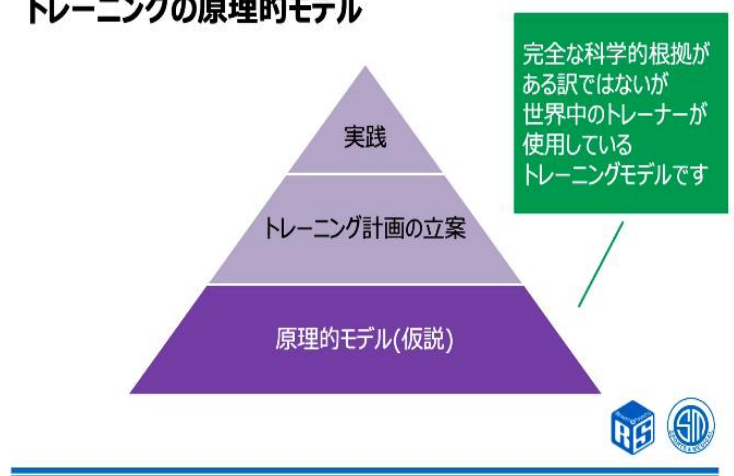 トレーニングの原理的モデル
完全な科学的根拠が
ある訳ではないが
世界中のトレーナーが
使用している
トレーニングモデルです
実践
トレーニング計画の立案
原理的モデル(仮説)
RS